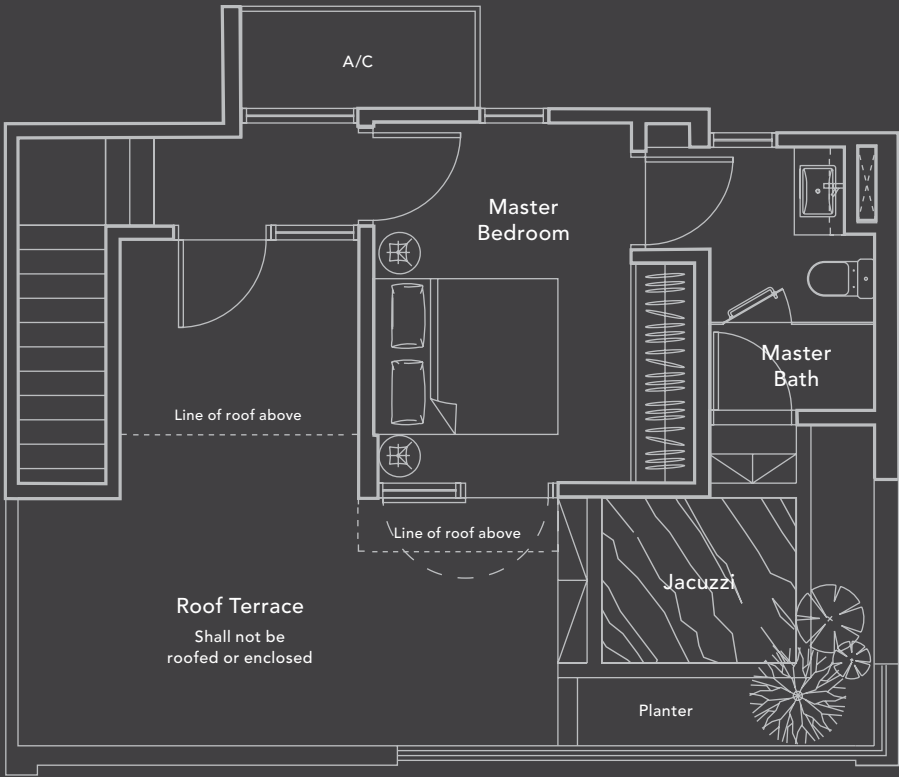 A/C
Master
Bedroom
Master
Bath
Line of roof above
Line of roof above
Jacuzzi
Roof Terrace
Shall not be
roofed or enclosed
Planter